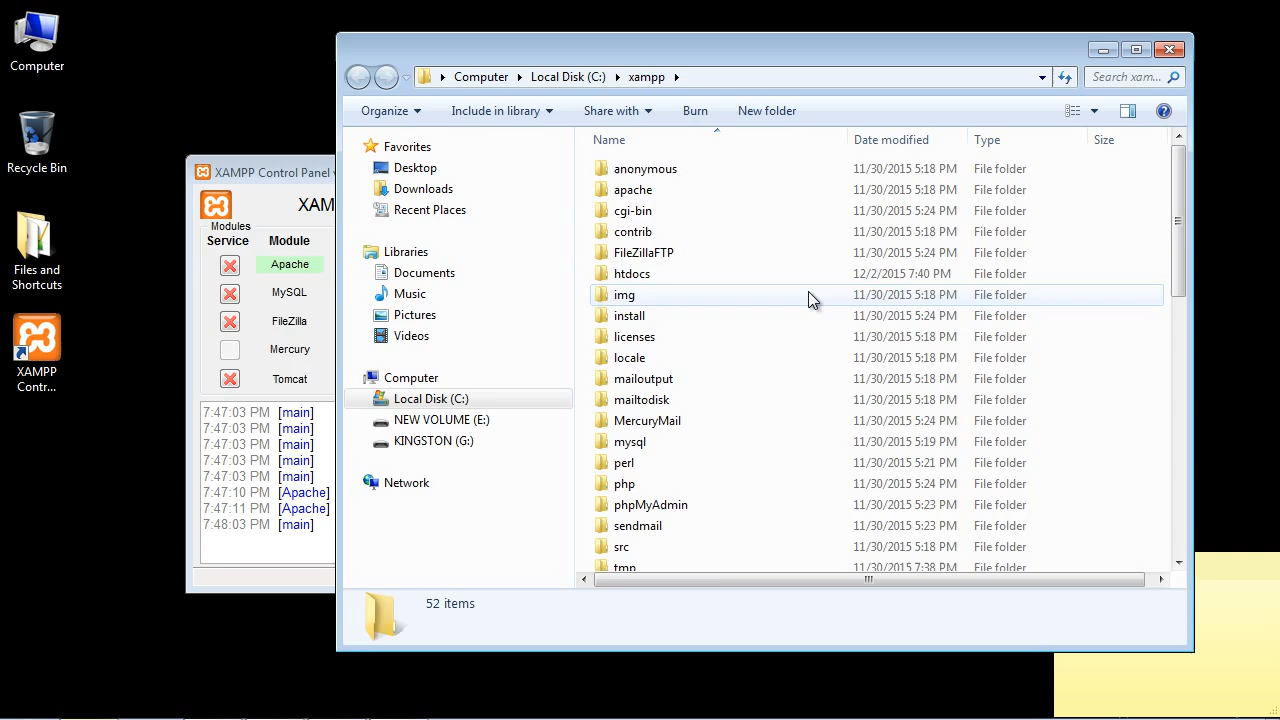 Computer
Recycle Bin
Files and
Shortcuts
XAMPP
Contr...
XAMPP Control Panel
XAM
Modules
Service
Module
Apache
MySQL
FileZilla
Mercury
Tomcat
7:47:03 PM [main]
7:47:03 PM [main]
7:47:03 PM [main]
7:47:03 PM [main]
7:47:03 PM [main]
7:47:10 PM [Apache]
7:47:11 PM [Apache]
7:48:03 PM [main]
Computer Local Disk (C:) xampp
Search xam...
Organize Include in library Share with Burn New folder
Favorites
Desktop
Downloads
Recent Places
Libraries
Documents
Music
Pictures
Videos
Computer
Local Disk (C:)
NEW VOLUME (E:)
KINGSTON (G:)
Network
Name Date modified Type Size
anonymous 11/30/2015 5:18 PM File folder
apache 11/30/2015 5:18 PM File folder
cgi-bin 11/30/2015 5:24 PM File folder
contrib 11/30/2015 5:18 PM File folder
FileZillaFTP 11/30/2015 5:24 PM File folder
htdocs 12/2/2015 7:40 PM File folder
img 11/30/2015 5:18 PM File folder
install 11/30/2015 5:24 PM File folder
licenses 11/30/2015 5:18 PM File folder
locale 11/30/2015 5:18 PM File folder
mailoutput 11/30/2015 5:18 PM File folder
mailtodisk 11/30/2015 5:18 PM File folder
MercuryMail 11/30/2015 5:24 PM File folder
mysql 11/30/2015 5:19 PM File folder
perl 11/30/2015 5:21 PM File folder
php 11/30/2015 5:24 PM File folder
phpMyAdmin 11/30/2015 5:23 PM File folder
sendmail 11/30/2015 5:23 PM File folder
src 11/30/2015 5:18 PM File folder
tmp 11/30/2015 7:38 PM File folder
52 items